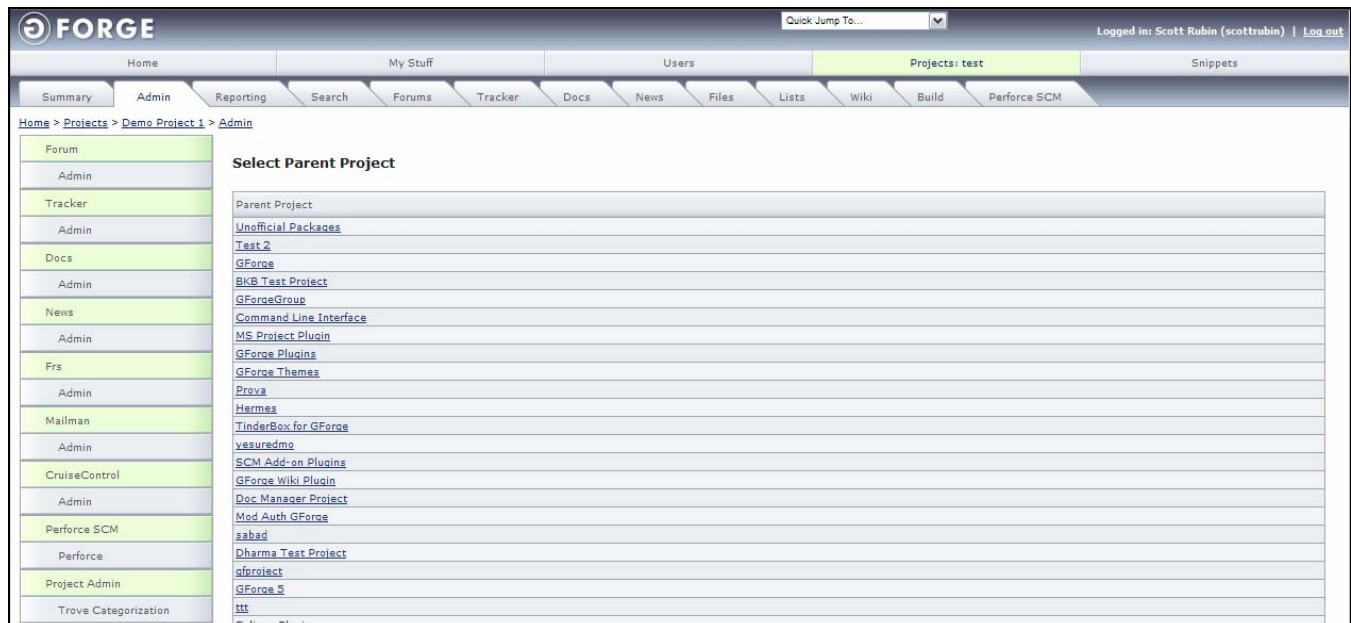 GFORGE
Quick Jump To...
Logged in: Scott Rubin (scottrubin) | Log out
Home My Stuff Users Projects: test Snippets
Summary Admin Reporting Search Forums Tracker Docs News Files Lists Wiki Build Perforce SCM
Home > Projects > Demo Project 1 > Admin
Forum
Admin
Tracker
Admin
Docs
Admin
News
Admin
Frs
Admin
Mailman
Admin
CruiseControl
Admin
Perforce SCM
Perforce
Project Admin
Trove Categorization
Select Parent Project
Parent Project
Unofficial Packages
Test 2
GForge
BKB Test Project
GForgeGroup
Command Line Interface
MS Project Plugin
GForge Plugins
GForge Themes
Prova
Hermes
TinderBox for GForge
yesuredmo
SCM Add-on Plugins
GForge Wiki Plugin
Doc Manager Project
Mod Auth GForge
sabad
Dharma Test Project
gfproject
GForge 5
ttt